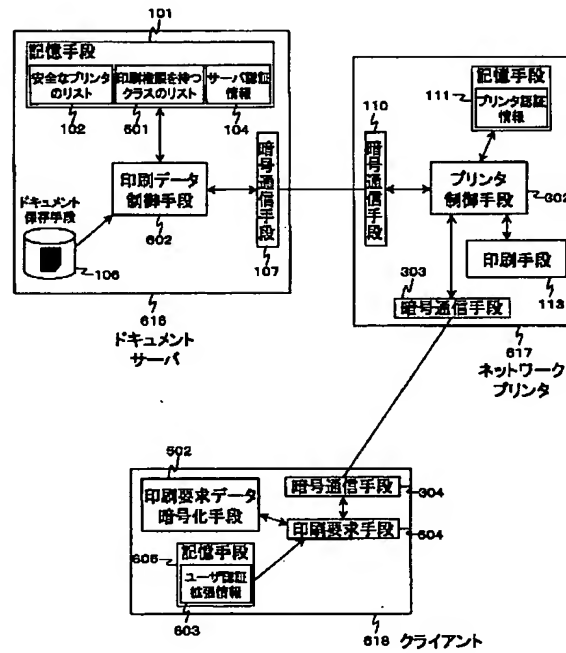 101
記憶手段
安全なプリンタ
のリスト
印刷権限を持つ
クラスのリスト
サーバ認証
情報
102
601
104
印刷データ
制御手段
602
ドキュメント
保存手段
106
暗号通信手段
107
616
ドキュメント
サーバ
110
暗号通信手段
記憶手段
111
プリンタ認証
情報
プリンタ
制御手段
302
印刷手段
113
303
暗号通信手段
617
ネットワーク
プリンタ
502
印刷要求データ
暗号化手段
暗号通信手段
304
印刷要求手段
604
記憶手段
605
ユーザ認証
拡張情報
603
618
クライアント